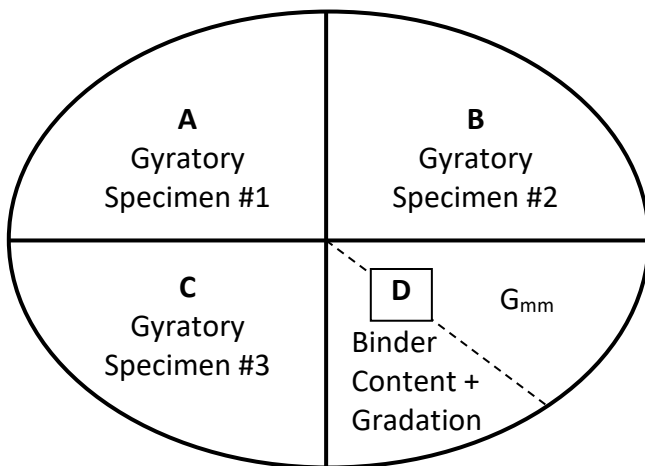 A
Gyratory
Specimen #1
B
Gyratory
Specimen #2
C
Gyratory
Specimen #3
D
Binder
Content +
Gradation
Gmm